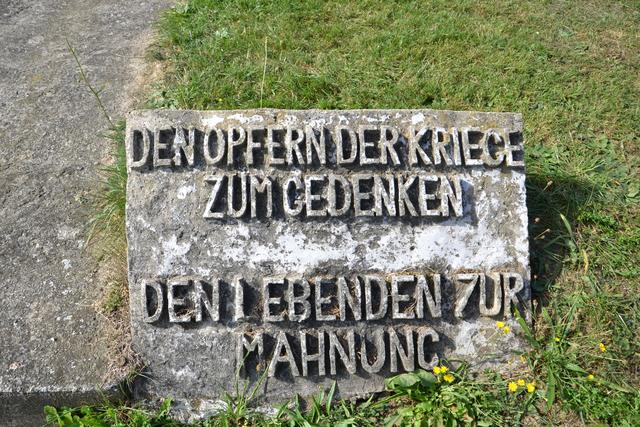 DEN OPFERN DER KRIEGE
ZUM GEDENKEN
DEN LEBENDEN ZUR
MAHNUNG